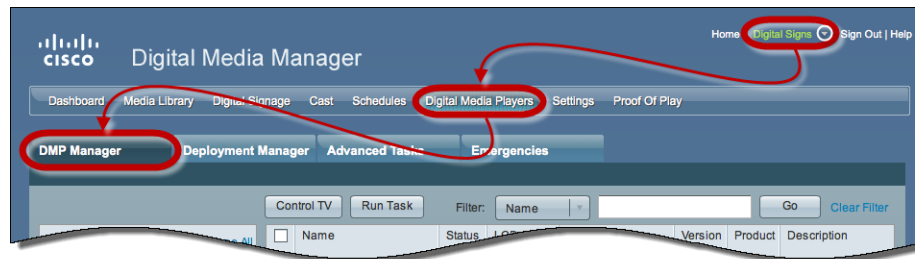 Home Digital Signs Sign Out | Help
CISCO Digital Media Manager
Dashboard Media Library Digital Signage Cast Schedules Digital Media Players Settings Proof Of Play
DMP Manager Deployment Manager Advanced Tasks Emergencies
Control TV Run Task Filter: Name Go Clear Filter
All Name Status Version Product Description